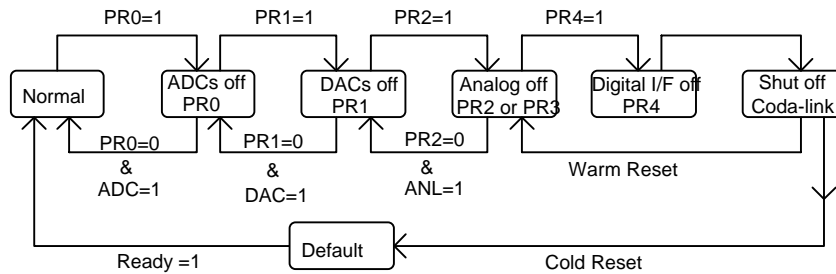 PR0=1
PR1=1
PR2=1
PR4=1
Normal
ADCs off
PR0
DACs off
PR1
Analog off
PR2 or PR3
Digital I/F off
PR4
Shut off
Coda-link
PR0=0
&
ADC=1
PR1=0
&
DAC=1
PR2=0
&
ANL=1
Warm Reset
Ready =1
Default
Cold Reset